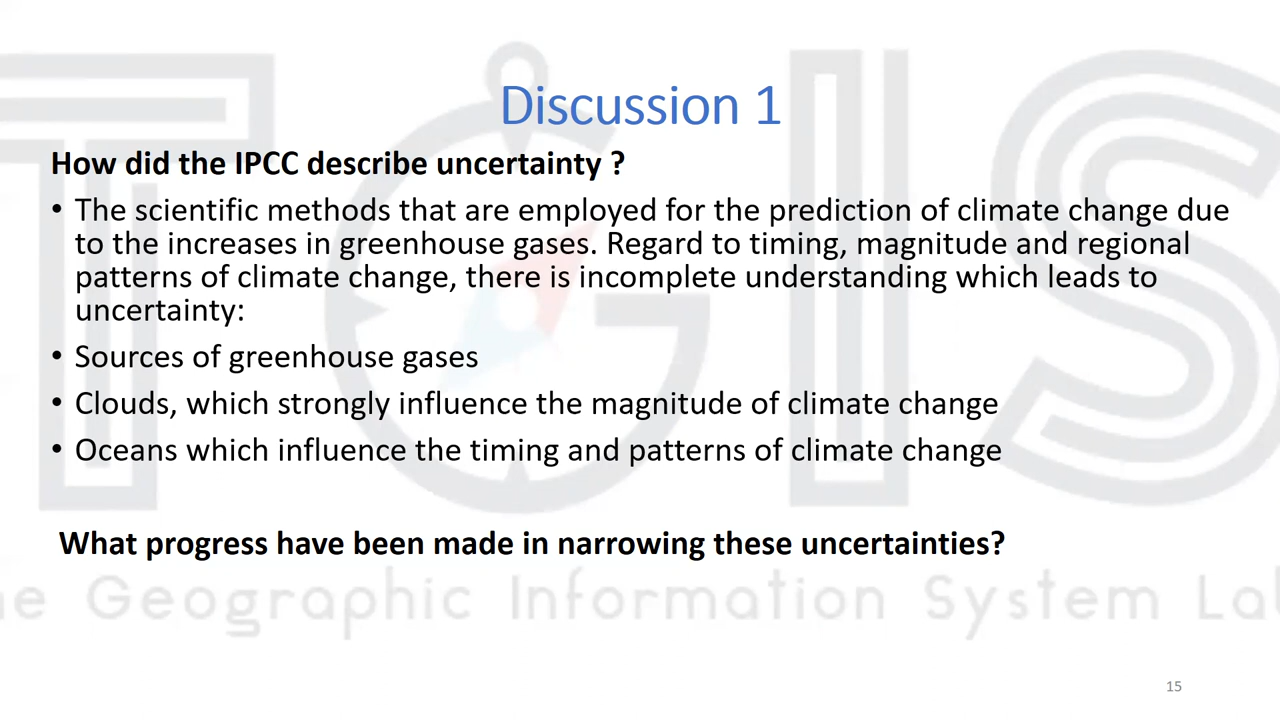 Discussion 1
How did the IPCC describe uncertainty ?
• The scientific methods that are employed for the prediction of climate change due
to the increases in greenhouse gases. Regard to timing, magnitude and regional
patterns of climate change, there is incomplete understanding which leads to
uncertainty:
• Sources of greenhouse gases
• Clouds, which strongly influence the magnitude of climate change
• Oceans which influence the timing and patterns of climate change
What progress have been made in narrowing these uncertainties?
TGIS
he Geographic Information System La
15